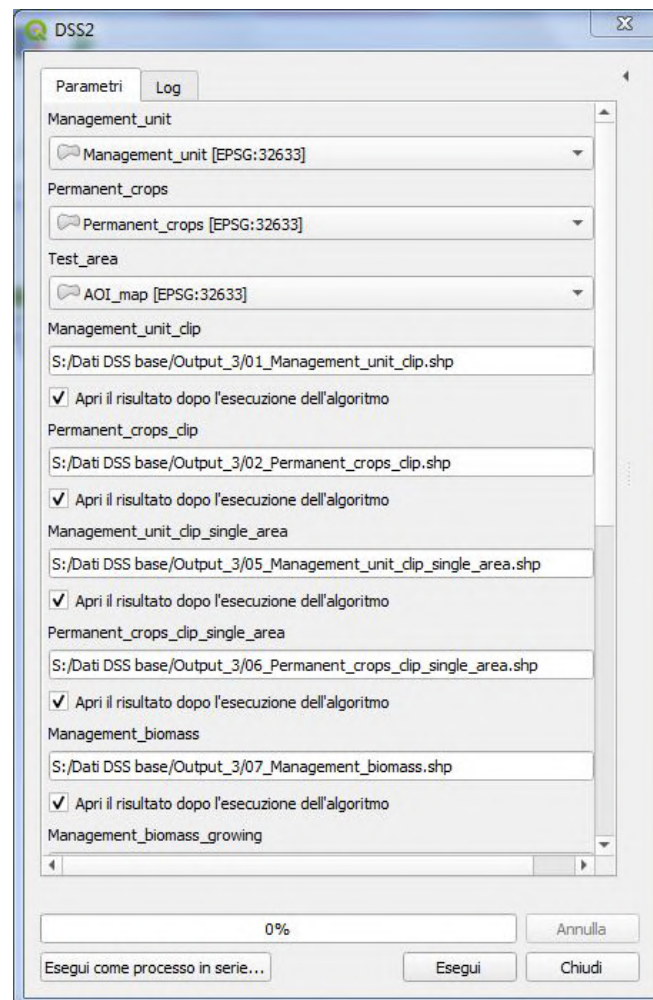 DSS2
Parametri
Log
Management_unit
Management_unit [EPSG:32633]
Permanent_crops
Permanent_crops [EPSG:32633]
Test_area
AOI_map [EPSG:32633]
Management_unit_clip
S:/Dati DSS base/Output_3/01_Management_unit_clip.shp
Apri il risultato dopo l'esecuzione dell'algoritmo
Permanent_crops_clip
S:/Dati DSS base/Output_3/02_Permanent_crops_clip.shp
Apri il risultato dopo l'esecuzione dell'algoritmo
Management_unit_clip_single_area
S:/Dati DSS base/Output_3/05_Management_unit_clip_single_area.shp
Apri il risultato dopo l'esecuzione dell'algoritmo
Permanent_crops_clip_single_area
S:/Dati DSS base/Output_3/06_Permanent_crops_clip_single_area.shp
Apri il risultato dopo l'esecuzione dell'algoritmo
Management_biomass
S:/Dati DSS base/Output_3/07_Management_biomass.shp
Apri il risultato dopo l'esecuzione dell'algoritmo
Management_biomass_growing
0%
Annulla
Esegui come processo in serie...
Esegui
Chiudi